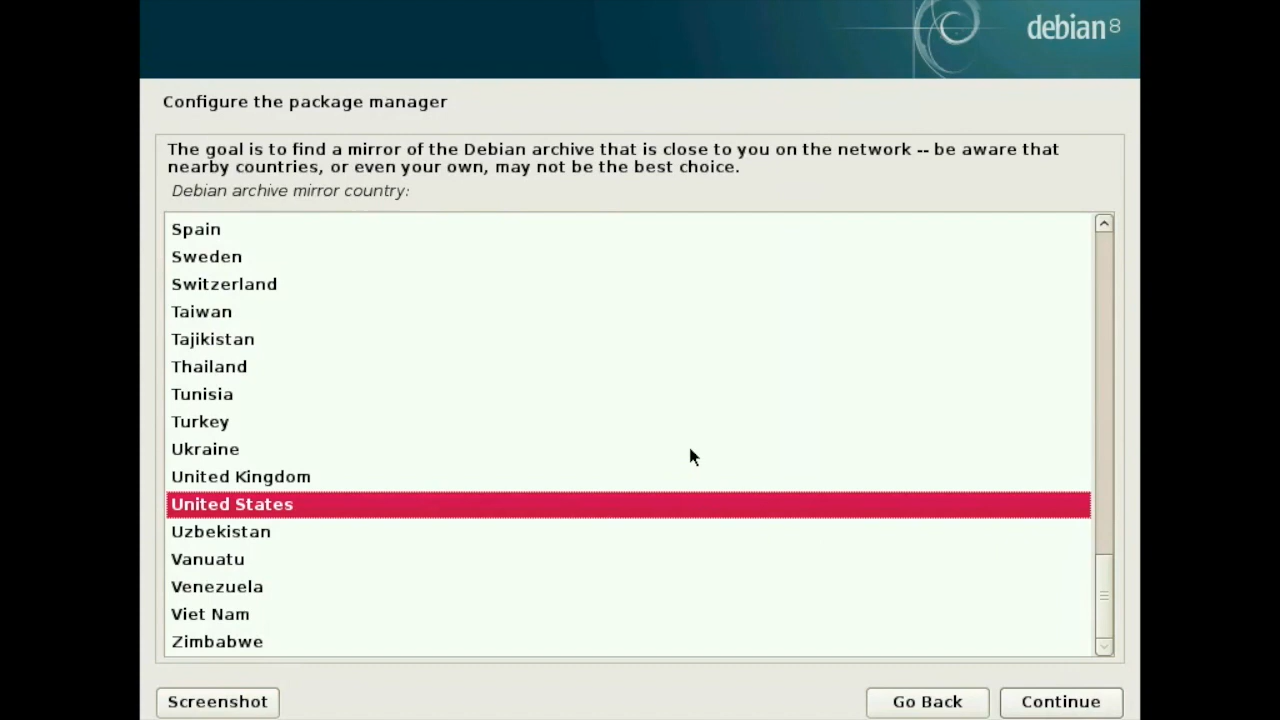 debian 8
Configure the package manager
The goal is to find a mirror of the Debian archive that is close to you on the network -- be aware that
nearby countries, or even your own, may not be the best choice.
Debian archive mirror country:
Spain
Sweden
Switzerland
Taiwan
Tajikistan
Thailand
Tunisia
Turkey
Ukraine
United Kingdom
United States
Uzbekistan
Vanuatu
Venezuela
Viet Nam
Zimbabwe
Screenshot
Go Back
Continue